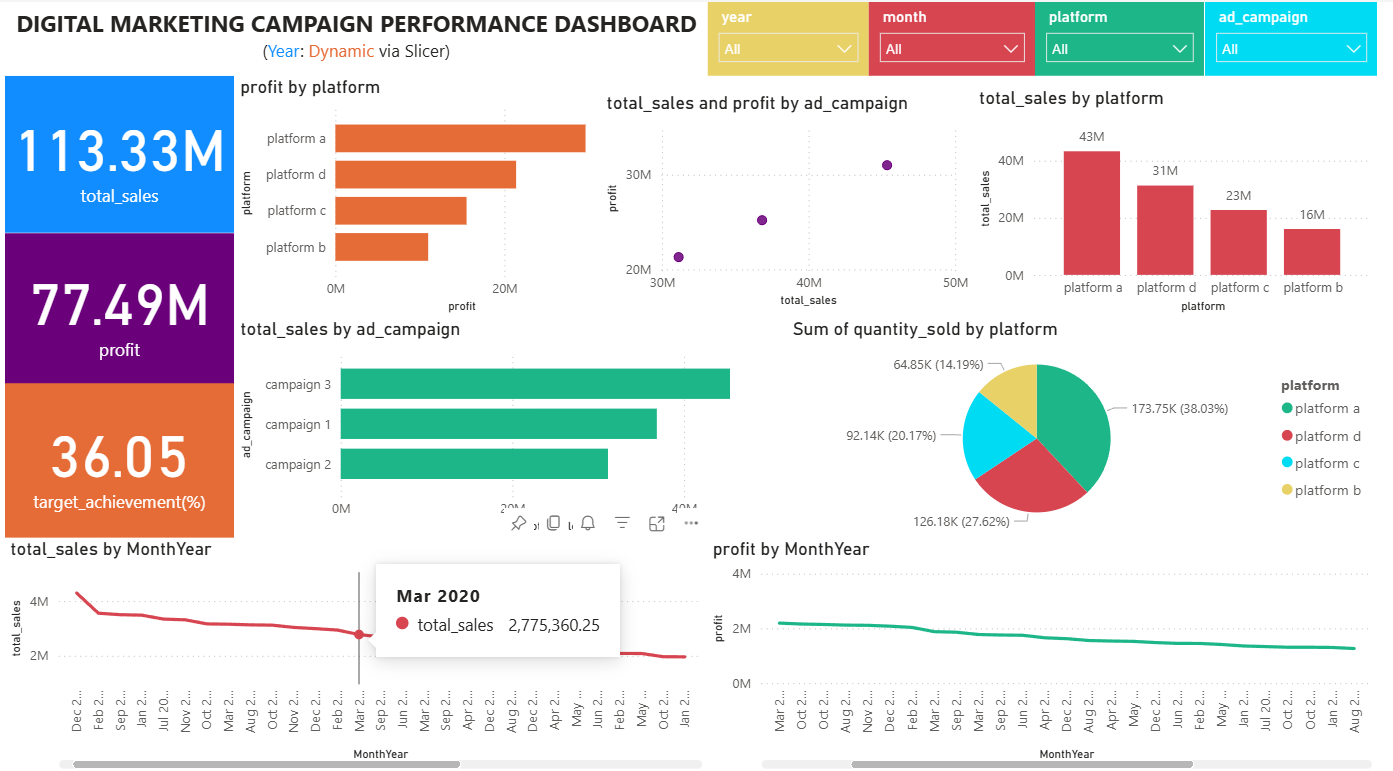 DIGITAL MARKETING CAMPAIGN PERFORMANCE DASHBOARD
(Year: Dynamic via Slicer)
year
All
month
All
platform
All
ad_campaign
All
113.33M
total_sales
77.49M
profit
36.05
target_achievement(%)
profit by platform
platform
platform a
platform d
platform c
platform b
0M 20M
profit
total_sales and profit by ad_campaign
profit
30M
20M
30M 40M 50M
total_sales
total_sales by platform
total_sales
40M
20M
0M
43M
31M
23M
16M
platform a platform d platform c platform b
platform
total_sales by ad_campaign
ad_campaign
campaign 3
campaign 1
campaign 2
0M 20M 40M
Sum of quantity_sold by platform
64.85K (14.19%)
173.75K (38.03%)
92.14K (20.17%)
126.18K (27.62%)
platform
platform a
platform d
platform c
platform b
total_sales by MonthYear
total_sales
4M
2M
Mar 2020
total_sales 2,775,360.25
Dec 2... Feb 2... Sep 2... Jan 2... Jul 20... Nov 2... Oct 2... Mar 2... Aug 2... Oct 2... Nov 2... Dec 2... Feb 2... Mar 2... Sep 2... Jun 2... Mar 2... Sep 2... Apr 2... Dec 2... Aug 2... Oct 2... Apr 2... May ... Jun 2... Feb 2... May ... Oct 2... Jan 2...
MonthYear
profit by MonthYear
profit
4M
2M
0M
Mar 2... Oct 2... Oct 2... Aug 2... Nov 2... Dec 2... Feb 2... Mar 2... Sep 2... Jan 2... Sep 2... Jun 2... Apr 2... Dec 2... Aug 2... Apr 2... May ... Dec 2... Jun 2... Feb 2... May ... Jan 2... Jul 20... Oct 2... Oct 2... Jan 2... Aug 2...
MonthYear